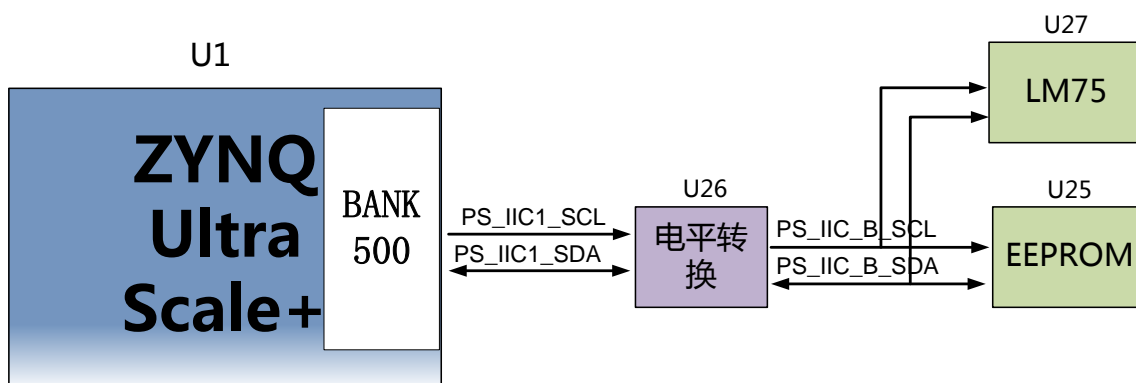 U1
ZYNQ
Ultra
Scale+
BANK
500
PS_IIC1_SCL
PS_IIC1_SDA
U26
电平转
换
PS_IIC_B_SCL
PS_IIC_B_SDA
U27
LM75
U25
EEPROM